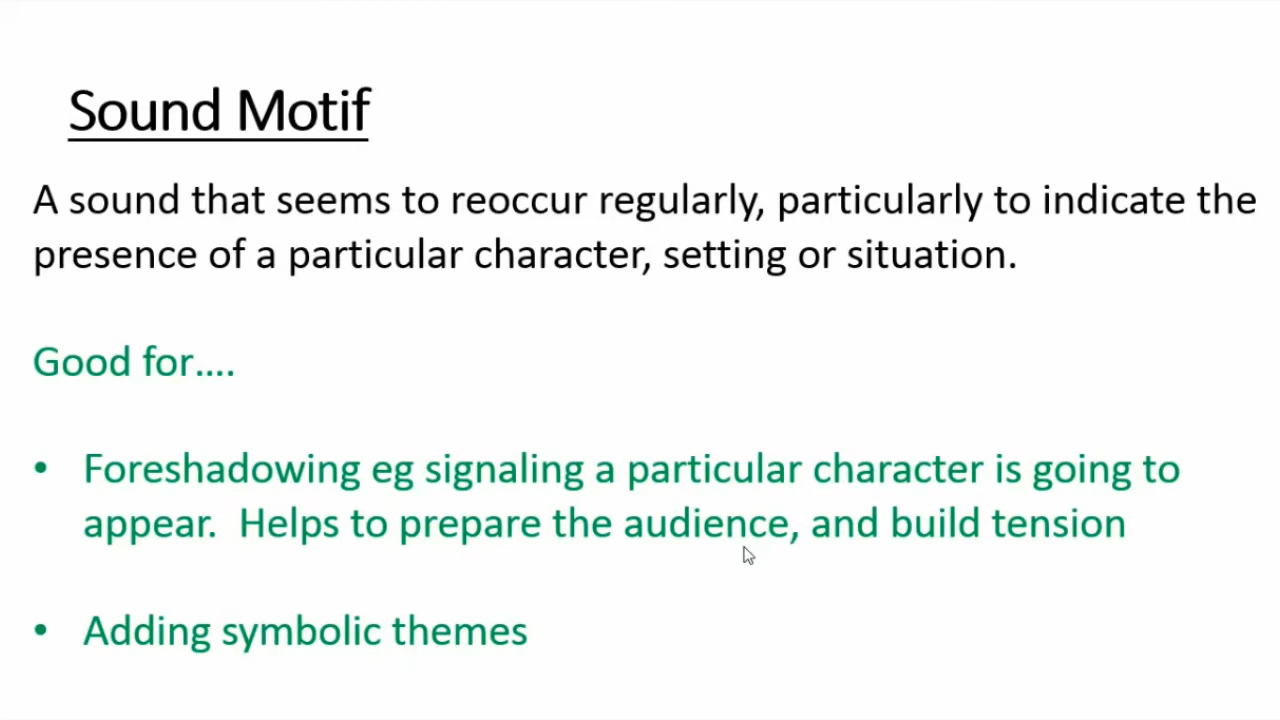 Sound Motif
A sound that seems to reoccur regularly, particularly to indicate the
presence of a particular character, setting or situation.
Good for....
• Foreshadowing eg signaling a particular character is going to
appear.  Helps to prepare the audience, and build tension
• Adding symbolic themes